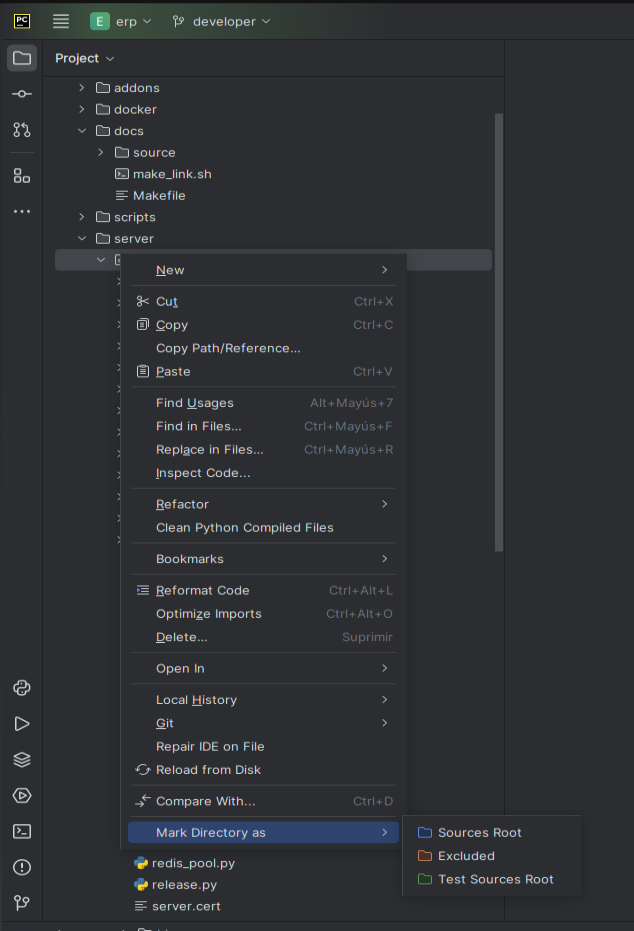 PC
E erp developer
Project
addons
docker
docs
source
make_link.sh
Makefile
scripts
server
New
Cut Ctrl+X
Copy Ctrl+C
Copy Path/Reference...
Paste Ctrl+V
Find Usages Alt+Mayús+7
Find in Files... Ctrl+Mayús+F
Replace in Files... Ctrl+Mayús+R
Inspect Code...
Refactor
Clean Python Compiled Files
Bookmarks
Reformat Code Ctrl+Alt+L
Optimize Imports Ctrl+Alt+O
Delete... Suprimir
Open In
Local History
Git
Repair IDE on File
Reload from Disk
Compare With... Ctrl+D
Mark Directory as
Sources Root
Excluded
Test Sources Root
redis_pool.py
release.py
server.cert